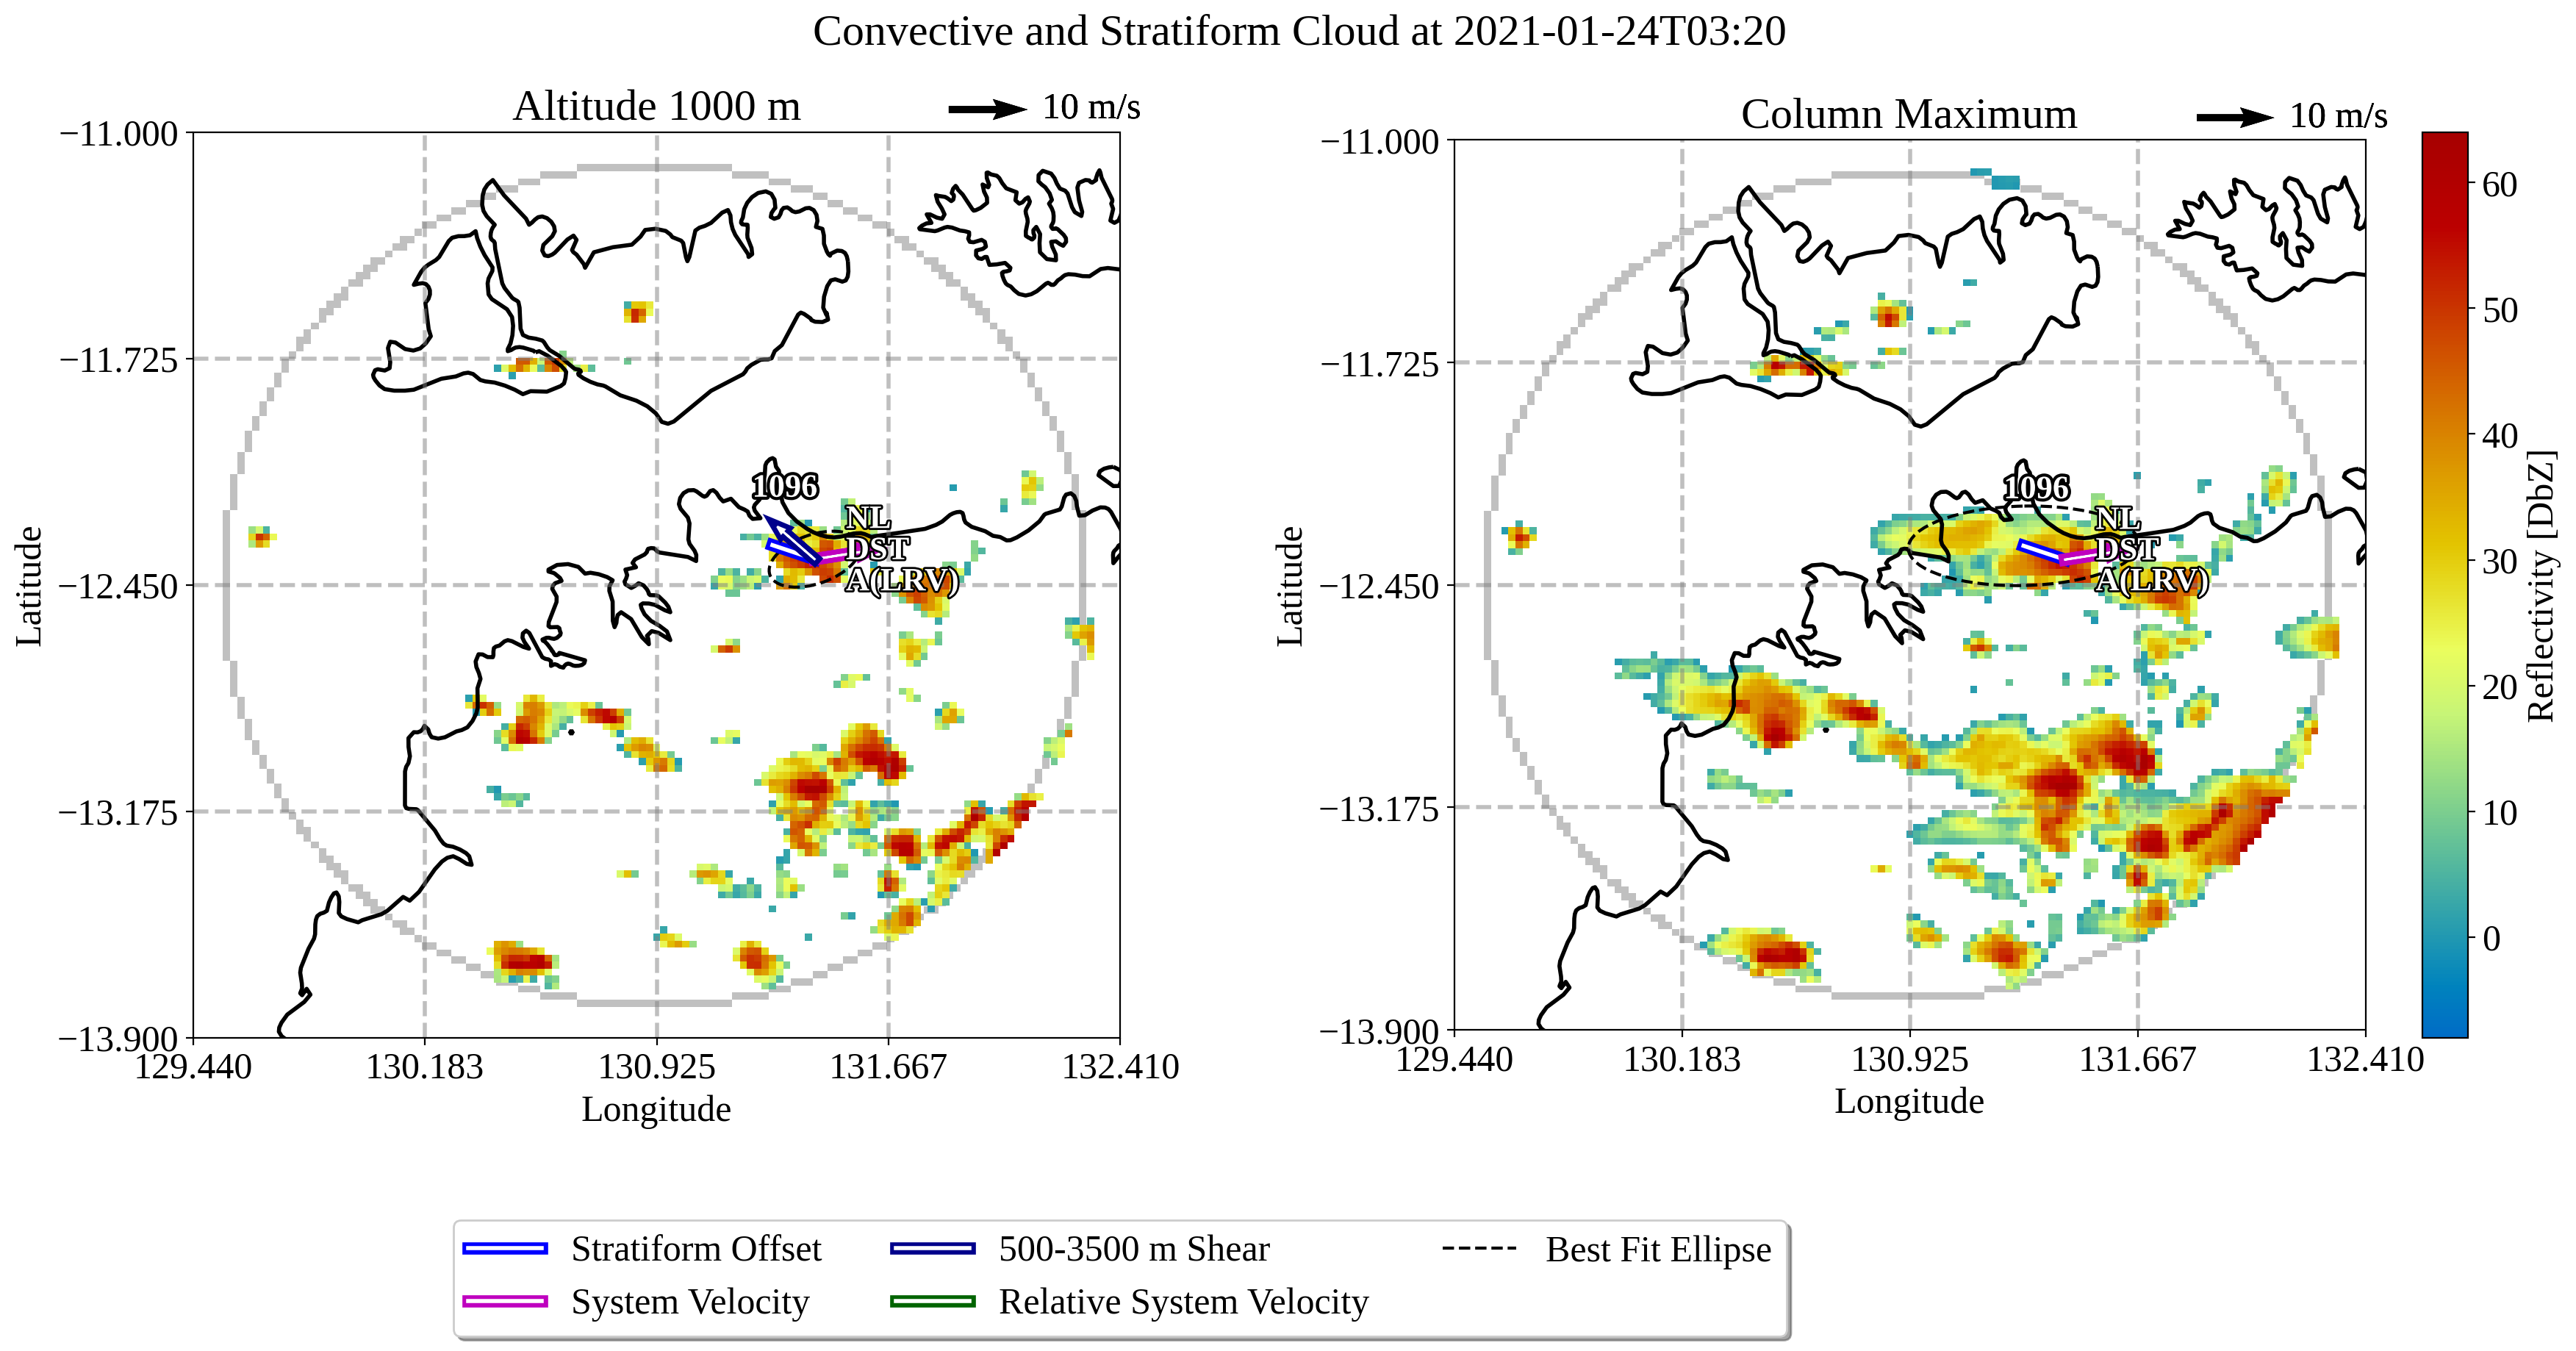 Convective and Stratiform Cloud at 2021-01-24T03:20
Altitude 1000 m
10 m/s
−11.000
−11.725
−12.450
−13.175
−13.900
Latitude
129.440
130.183
130.925
131.667
132.410
Longitude
1096
NL
DST
A(LRV)
Column Maximum
10 m/s
−11.000
−11.725
−12.450
−13.175
−13.900
Latitude
129.440
130.183
130.925
131.667
132.410
Longitude
1096
NL
DST
A(LRV)
60
50
40
30
20
10
0
Reflectivity [DbZ]
Stratiform Offset
System Velocity
500-3500 m Shear
Relative System Velocity
Best Fit Ellipse